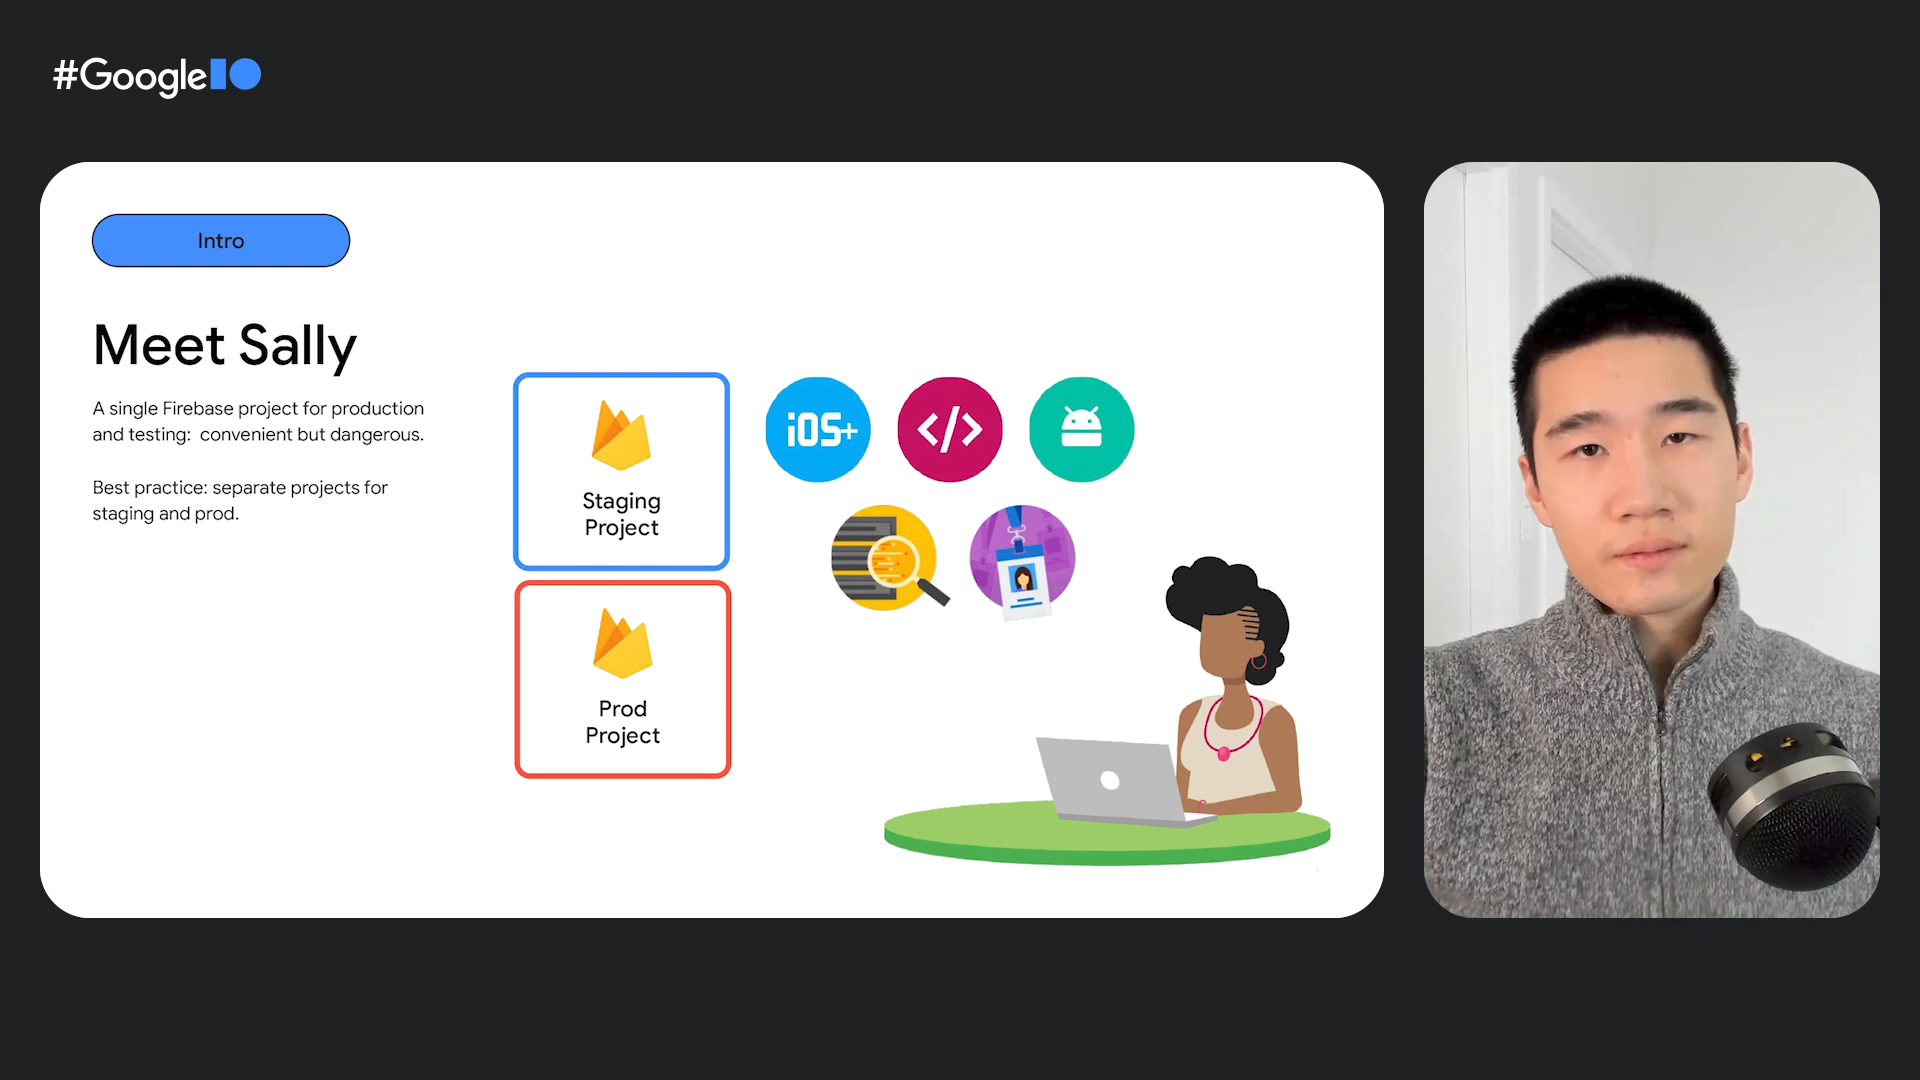 #GoogleIO
Intro
Meet Sally
A single Firebase project for production
and testing:  convenient but dangerous.
Best practice: separate projects for
staging and prod.
Staging
Project
Prod
Project
iOS+
</>